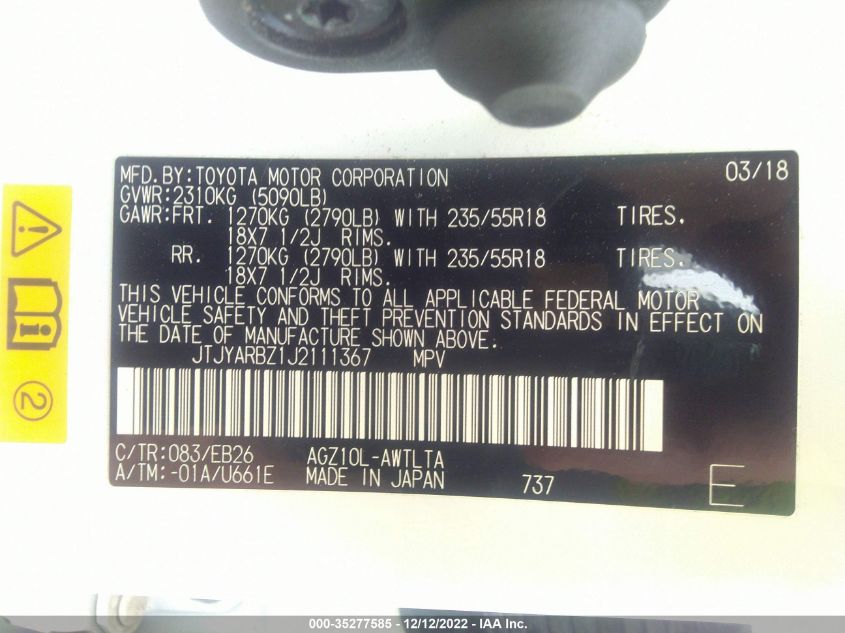 MFD.BY:TOYOTA MOTOR CORPORATION 03/18
GVWR:2310KG (5090LB)
GAWR:FRT. 1270KG (2790LB) WITH 235/55R18 TIRES.
18X7 1/2J RIMS.
RR. 1270KG (2790LB) WITH 235/55R18 TIRES.
18X7 1/2J RIMS.
THIS VEHICLE CONFORMS TO ALL APPLICABLE FEDERAL MOTOR
VEHICLE SAFETY AND THEFT PREVENTION STANDARDS IN EFFECT ON
THE DATE OF MANUFACTURE SHOWN ABOVE.
JTJYARBZ1J2111367 MPV
C/TR:083/EB26 AGZ10L-AWTLTA
A/TM:-01A/U661E MADE IN JAPAN 737 E
2
000-35277585 - 12/12/2022 - IAA Inc.